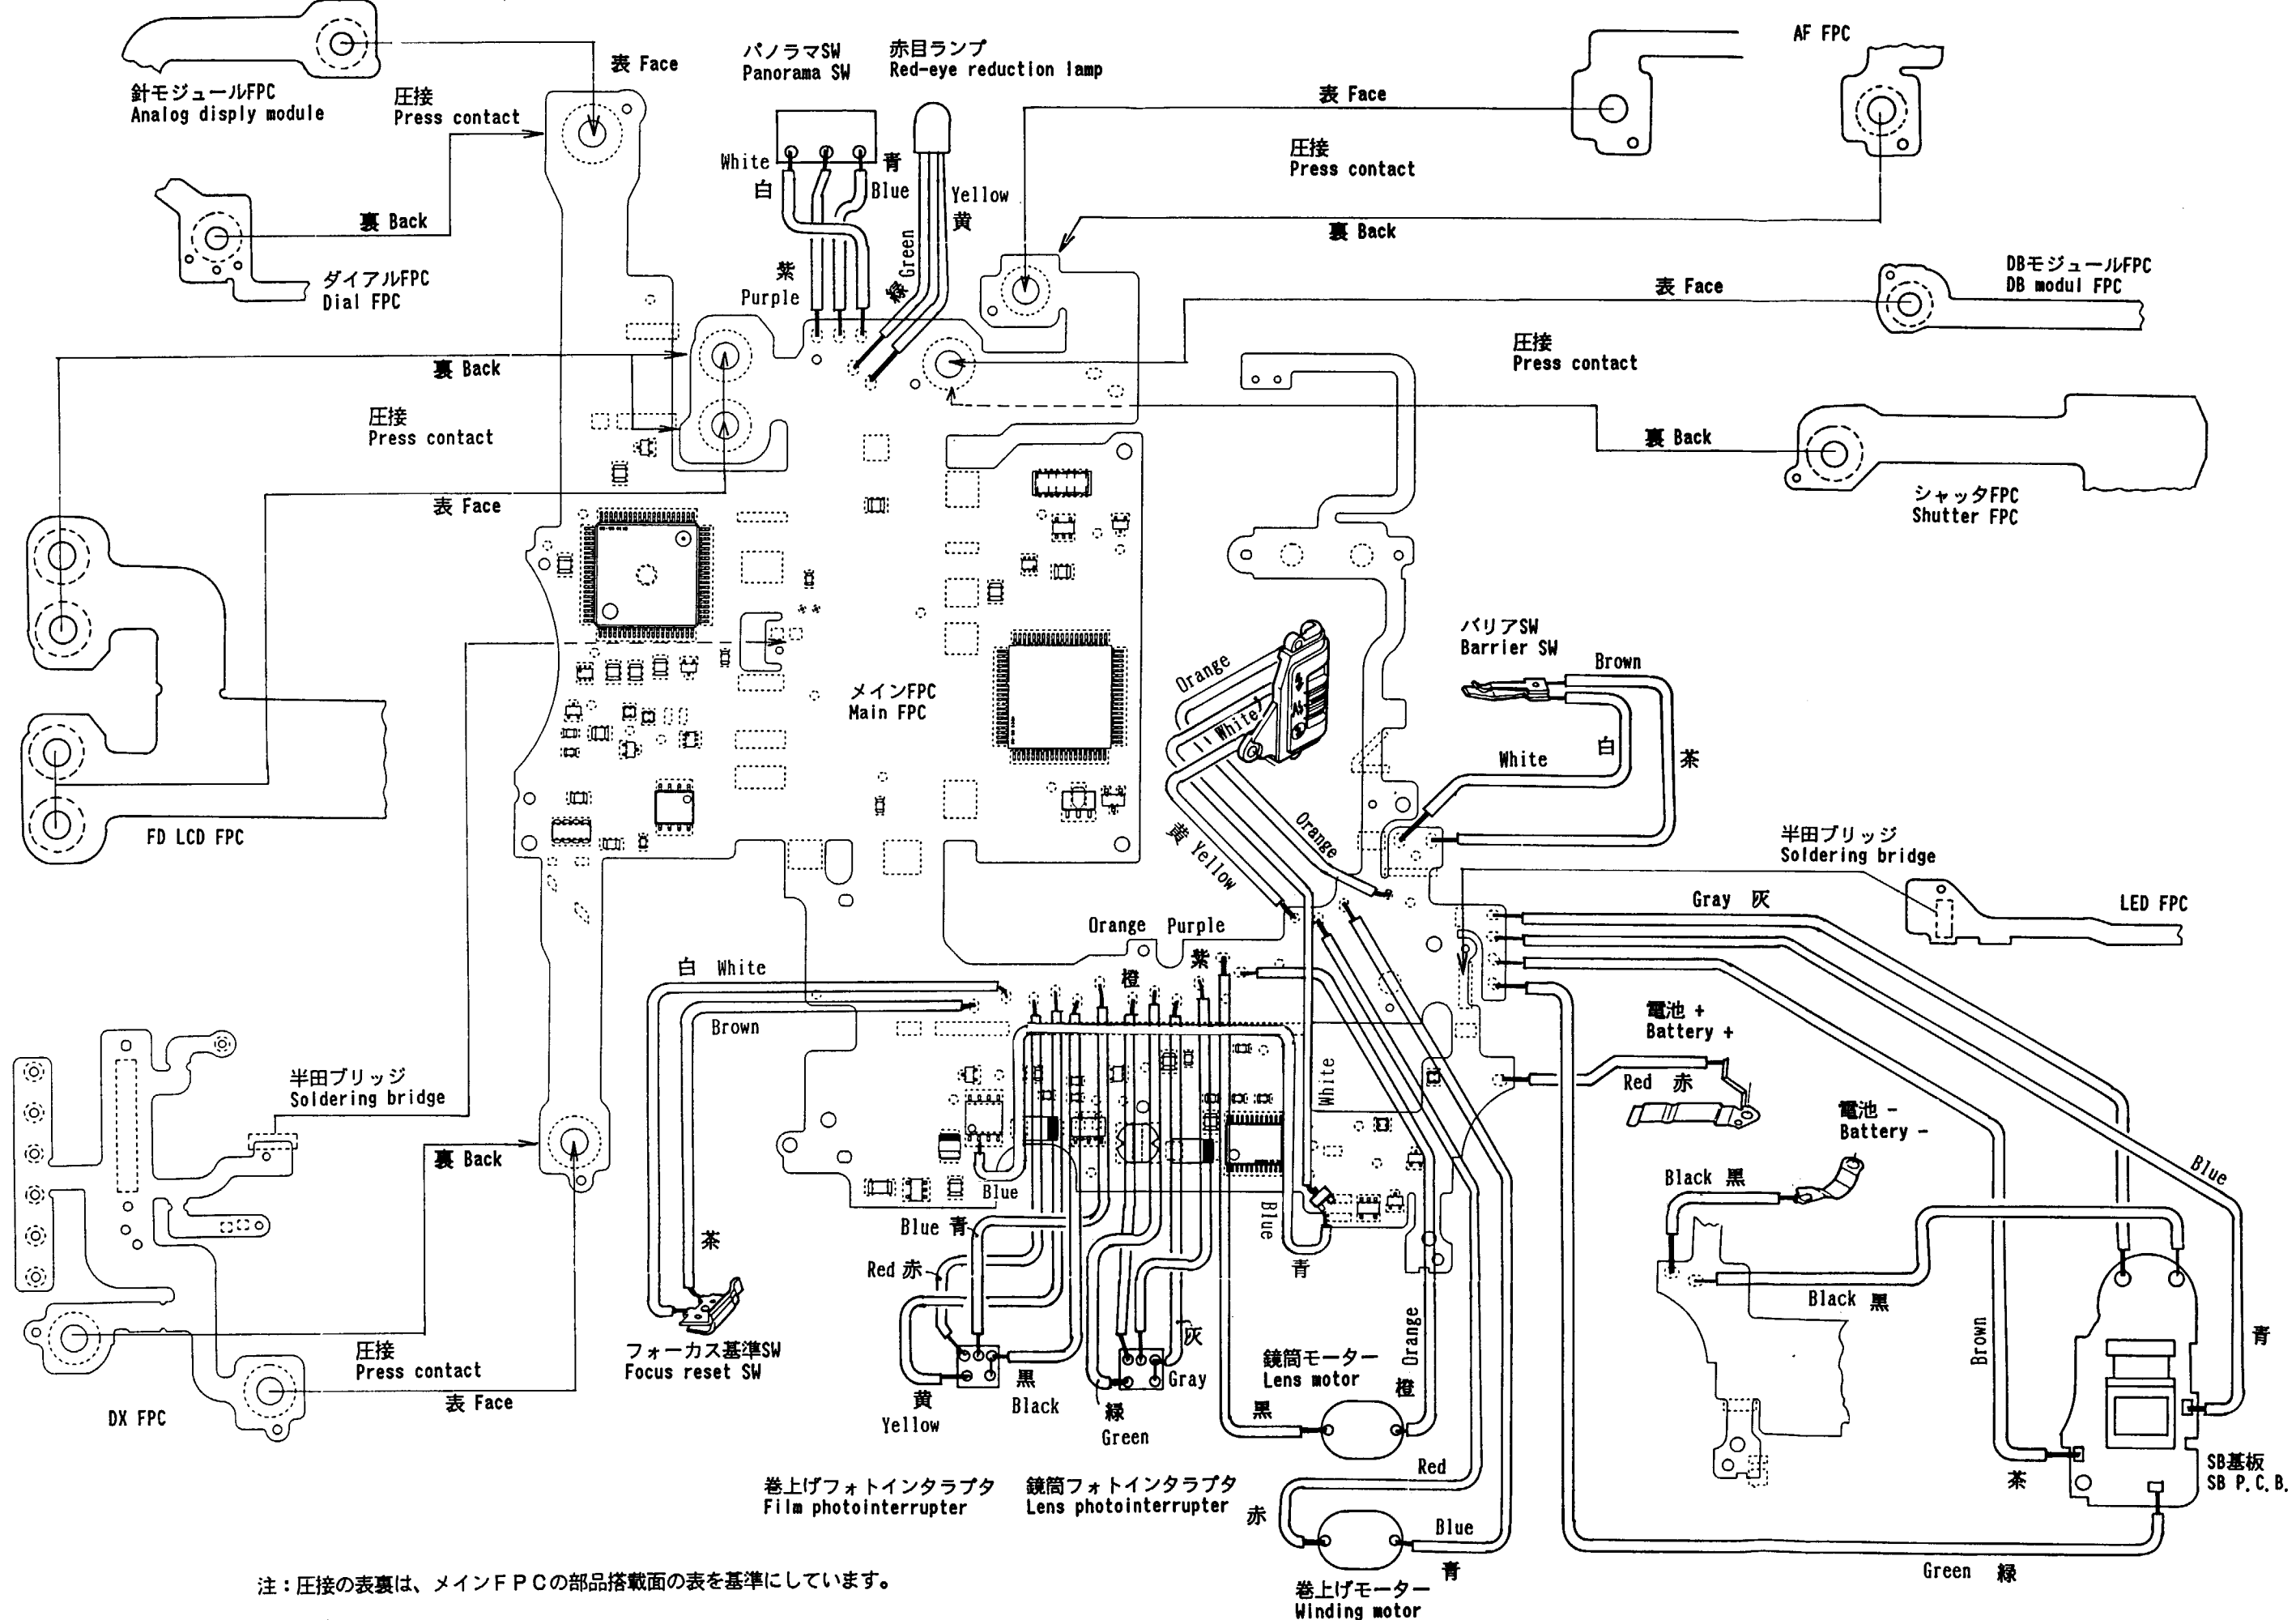 針モジュールFPC
Analog disply module
表 Face
圧接
Press contact
裏 Back
ダイアルFPC
Dial FPC
パノラマSW
Panorama SW
赤目ランプ
Red-eye reduction lamp
White
白
青
Blue
Yellow
黄
Green
緑
紫
Purple
AF FPC
表 Face
圧接
Press contact
裏 Back
DBモジュールFPC
DB modul FPC
表 Face
圧接
Press contact
裏 Back
シャッタFPC
Shutter FPC
裏 Back
圧接
Press contact
表 Face
FD LCD FPC
メインFPC
Main FPC
Orange
White
黄 Yellow
Orange
バリアSW
Barrier SW
Brown
白
White
茶
半田ブリッジ
Soldering bridge
LED FPC
Gray 灰
Orange Purple
橙
紫
白 White
Brown
電池 +
Battery +
Red 赤
電池 -
Battery -
Black 黒
Blue
Black 黒
Brown
青
茶
SB基板
SB P.C.B.
Green 緑
半田ブリッジ
Soldering bridge
裏 Back
圧接
Press contact
表 Face
DX FPC
茶
フォーカス基準SW
Focus reset SW
White
Blue
Blue
青
Blue 青
Red 赤
黄
Yellow
黒
Black
灰
Gray
緑
Green
巻上げフォトインタラプタ
Film photointerrupter
鏡筒フォトインタラプタ
Lens photointerrupter
鏡筒モーター
Lens motor
Orange
橙
黒
Red
赤
Blue
青
巻上げモーター
Winding motor
注：圧接の表裏は、メインＦＰＣの部品搭載面の表を基準にしています。